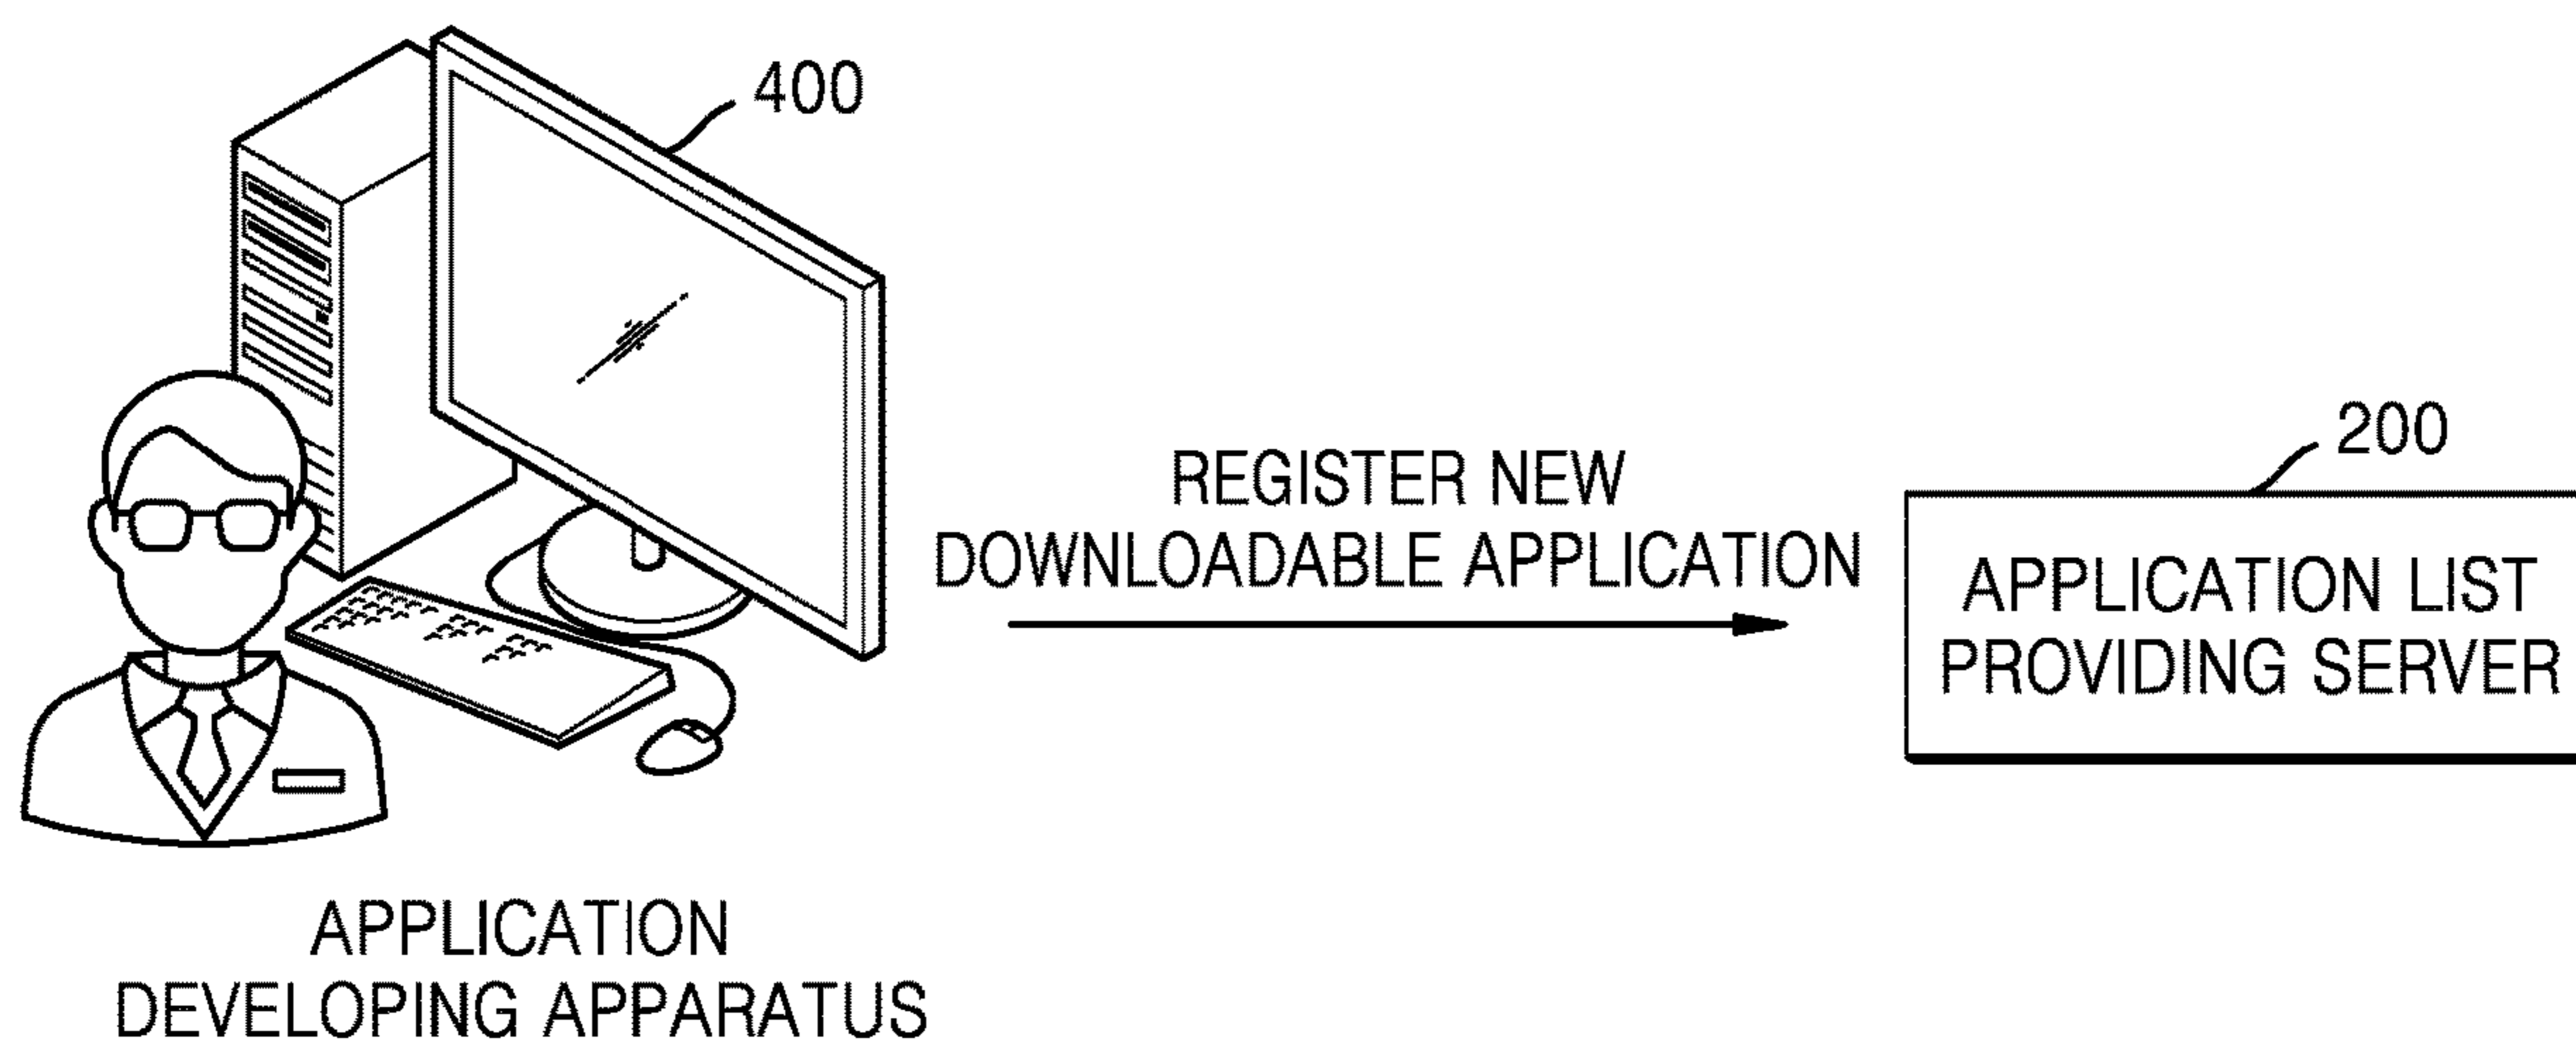 400
REGISTER NEW
DOWNLOADABLE APPLICATION
200
APPLICATION LIST
PROVIDING SERVER
APPLICATION
DEVELOPING APPARATUS